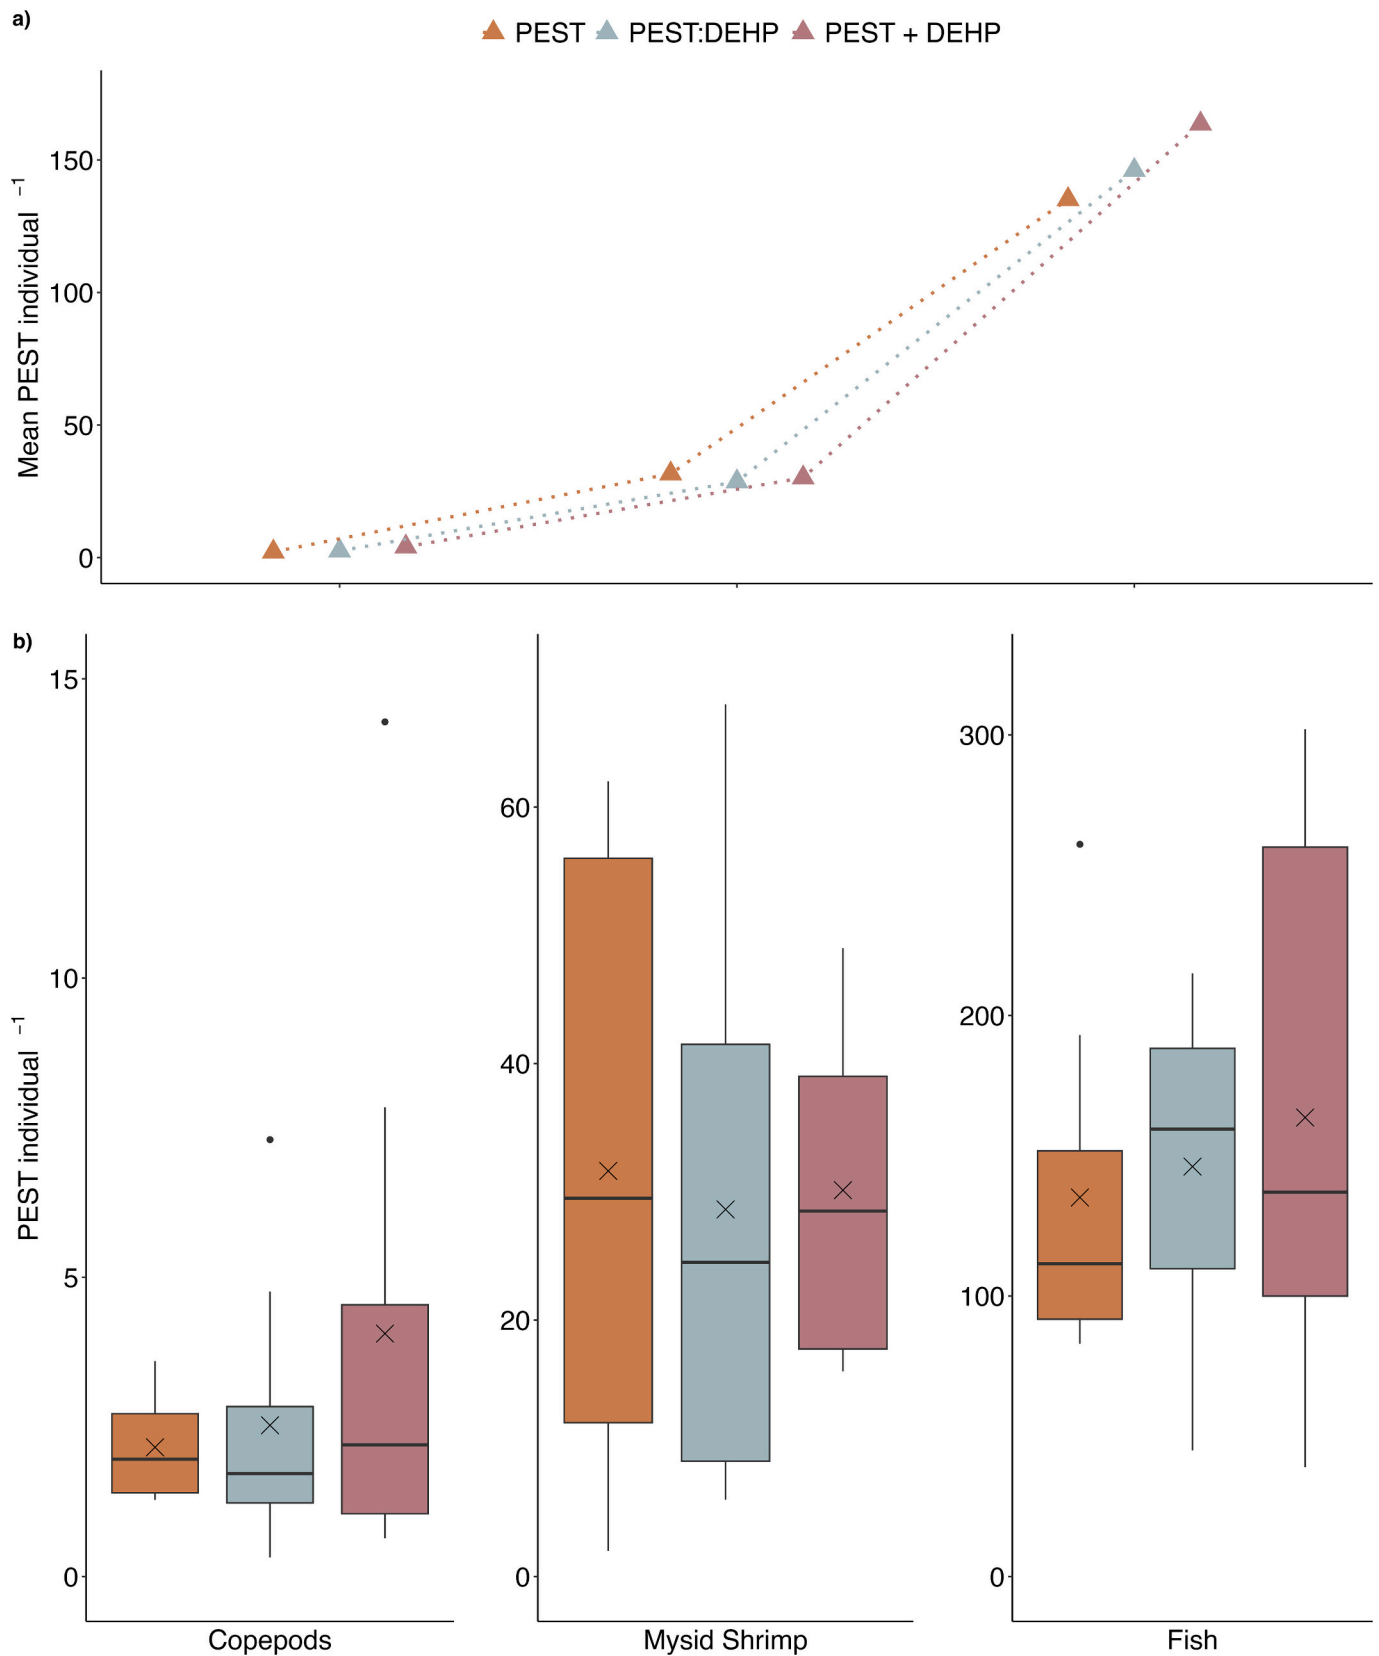 a)
PEST PEST:DEHP PEST + DEHP
Mean PEST individual ⁻¹
150
100
50
0
b)
PEST individual ⁻¹
15
10
5
0
Copepods
60
40
20
0
Mysid Shrimp
300
200
100
0
Fish